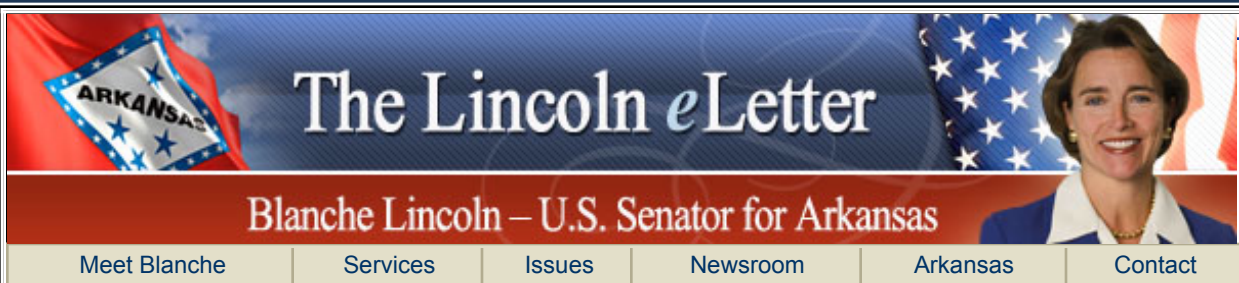 ARKANSAS
The Lincoln eLetter
Blanche Lincoln – U.S. Senator for Arkansas
Meet Blanche Services Issues Newsroom Arkansas Contact